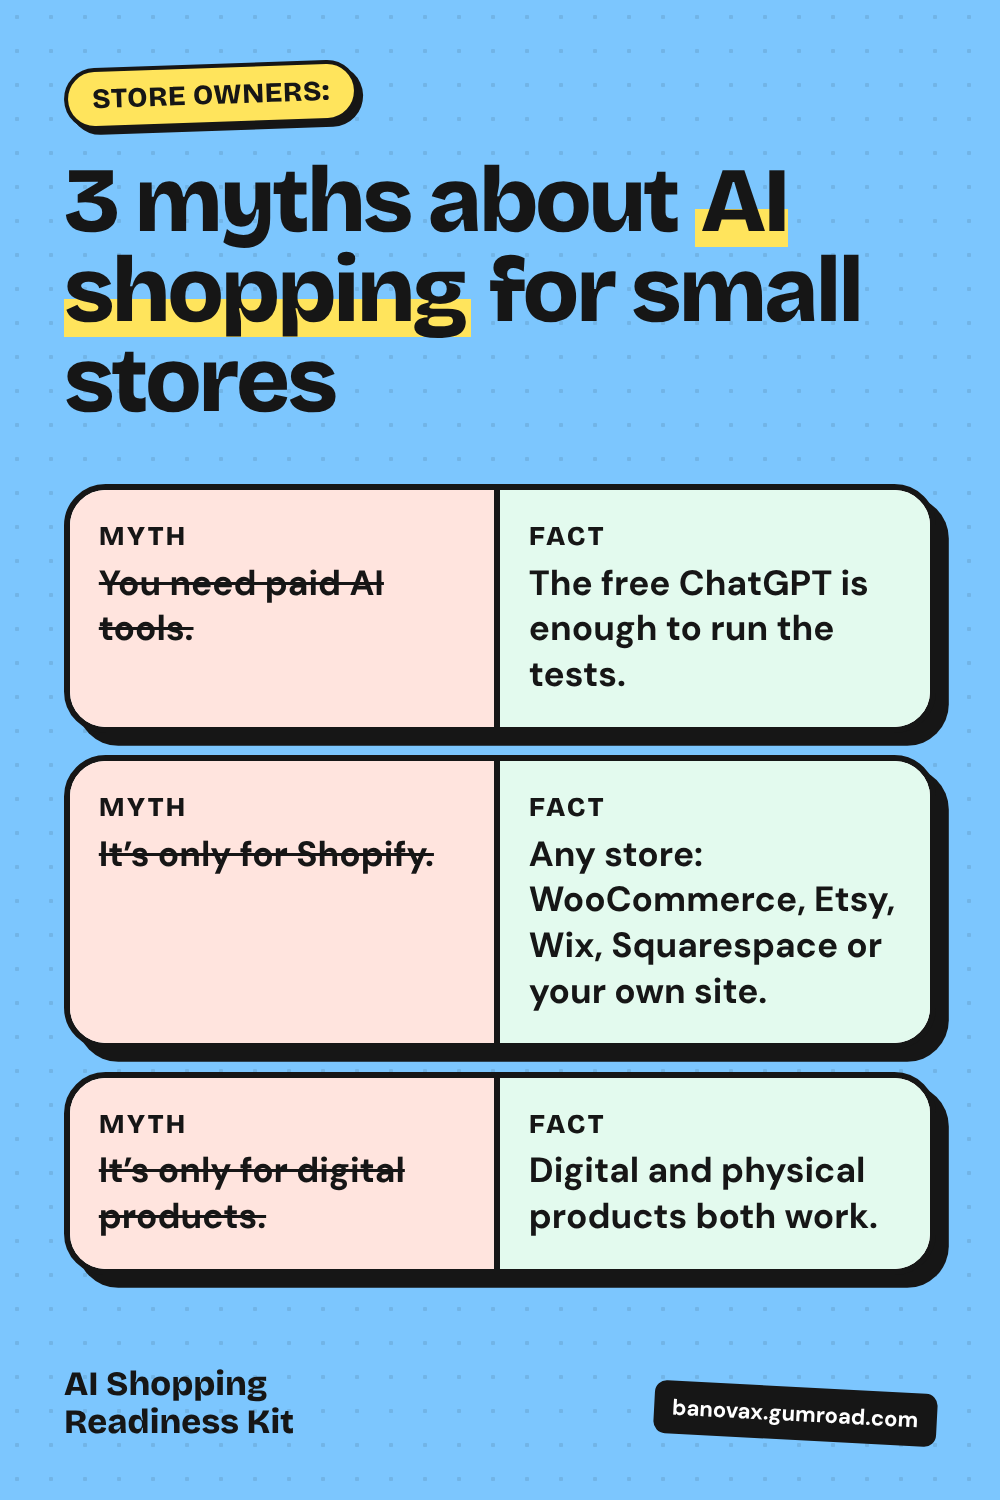 STORE OWNERS:
3 myths about AI
shopping for small
stores
MYTH
You need paid AI
tools.
FACT
The free ChatGPT is
enough to run the
tests.
MYTH
It’s only for Shopify.
FACT
Any store:
WooCommerce, Etsy,
Wix, Squarespace or
your own site.
MYTH
It’s only for digital
products.
FACT
Digital and physical
products both work.
AI Shopping
Readiness Kit
banovax.gumroad.com